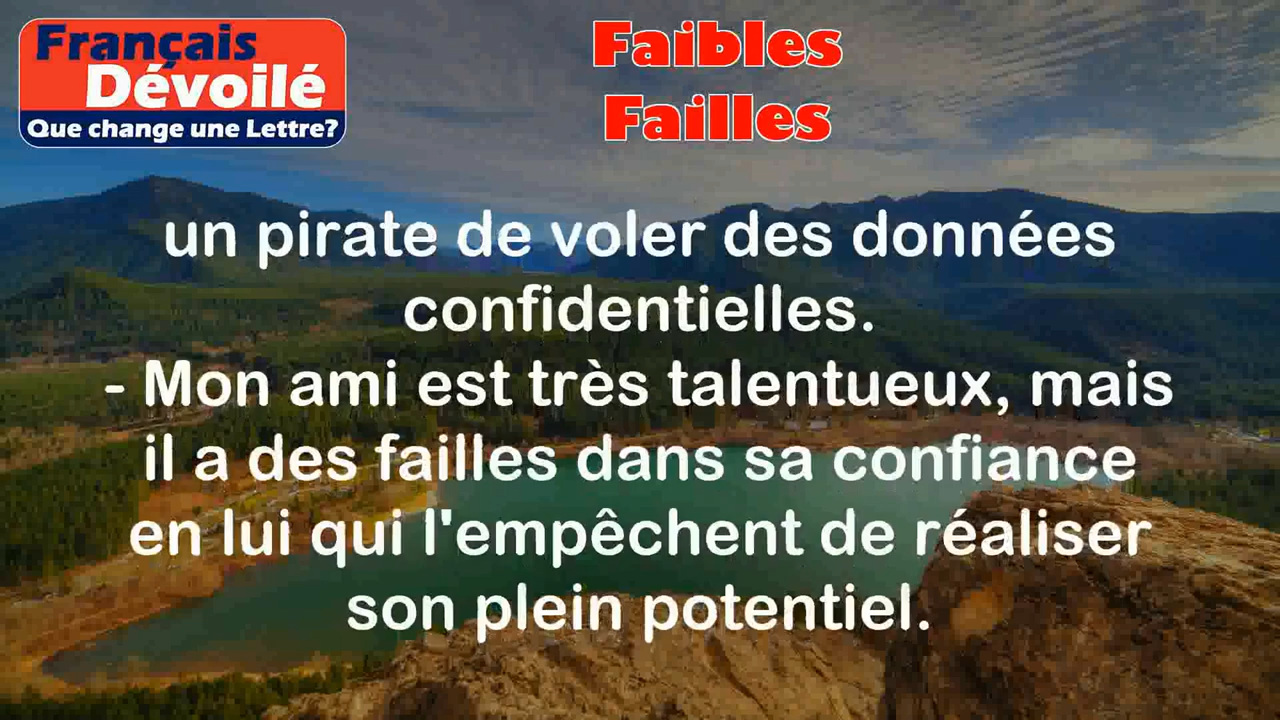 Français
Dévoilé
Que change une Lettre?
Faibles
Failles
un pirate de voler des données
confidentielles.
- Mon ami est très talentueux, mais
il a des failles dans sa confiance
en lui qui l'empêchent de réaliser
son plein potentiel.